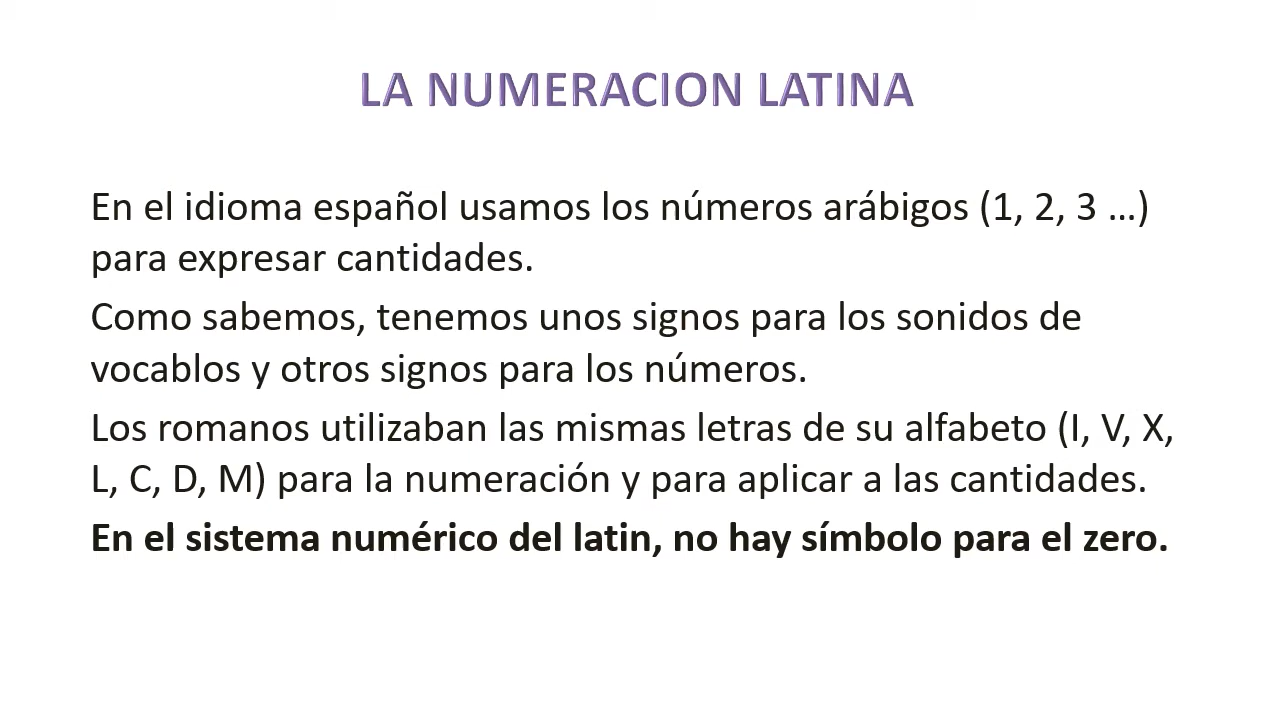 LA NUMERACION LATINA
En el idioma español usamos los números arábigos (1, 2, 3 …)
para expresar cantidades.
Como sabemos, tenemos unos signos para los sonidos de
vocablos y otros signos para los números.
Los romanos utilizaban las mismas letras de su alfabeto (I, V, X,
L, C, D, M) para la numeración y para aplicar a las cantidades.
En el sistema numérico del latin, no hay símbolo para el zero.